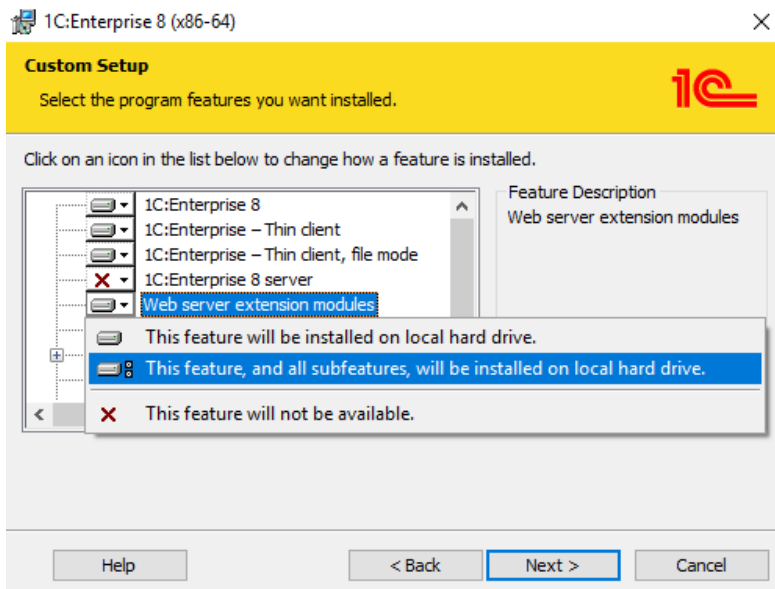 1C:Enterprise 8 (x86-64)
Custom Setup
Select the program features you want installed.
1C
Click on an icon in the list below to change how a feature is installed.
1C:Enterprise 8
1C:Enterprise – Thin client
1C:Enterprise – Thin client, file mode
1C:Enterprise 8 server
Web server extension modules
Feature Description
Web server extension modules
This feature will be installed on local hard drive.
This feature, and all subfeatures, will be installed on local hard drive.
This feature will not be available.
Help
< Back
Next >
Cancel